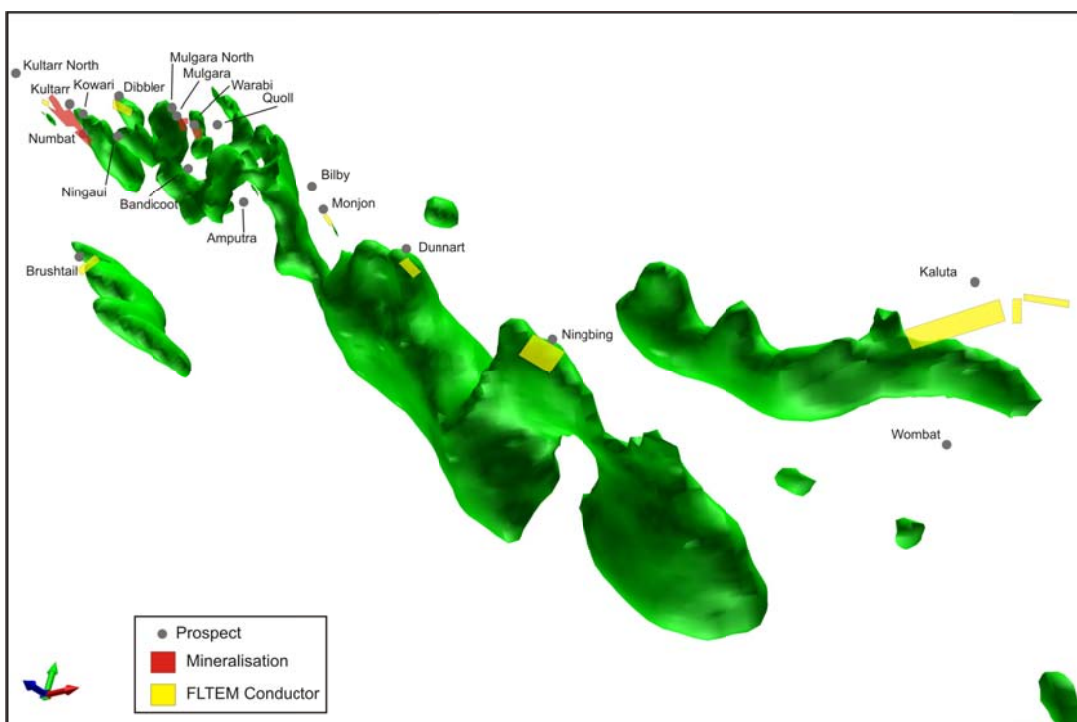 Kultarr North
Mulgara North
Mulgara
Kultarr
Kowari
Dibbler
Warabi
Quoll
Numbat
Ningaui
Bandicoot
Bilby
Monjon
Amputra
Dunnart
Brushtail
Kaluta
Ningbing
Wombat
Prospect
Mineralisation
FLTEM Conductor